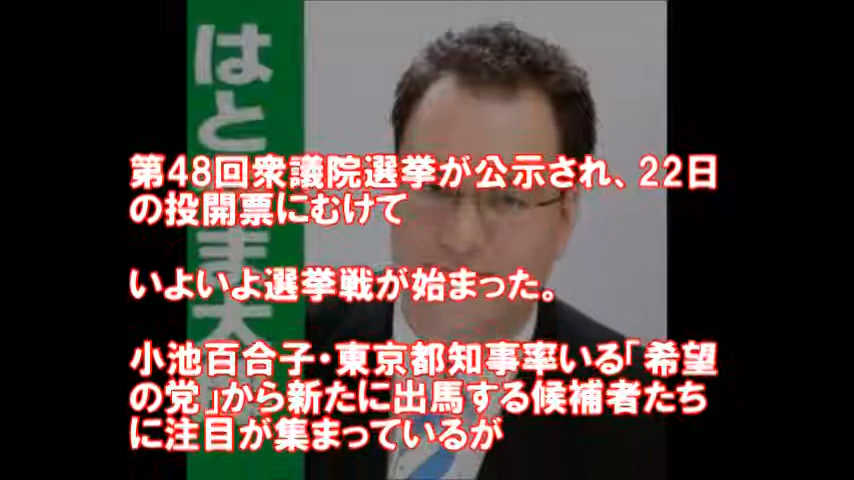 第48回衆議院選挙が公示され、22日
の投開票にむけて
いよいよ選挙戦が始まった。
小池百合子・東京都知事率いる「希望
の党」から新たに出馬する候補者たち
に注目が集まっているが
はと
ま太